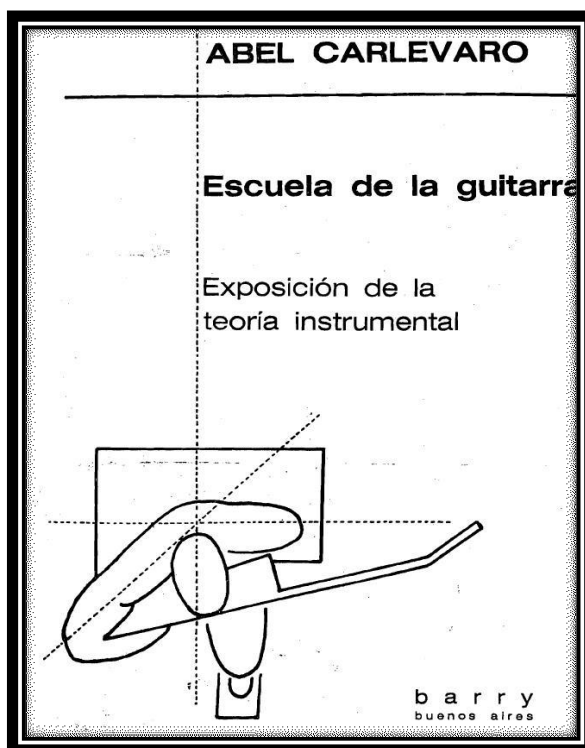 ABEL CARLEVARO
Escuela de la guitarra
Exposición de la
teoría instrumental
barry
buenos aires